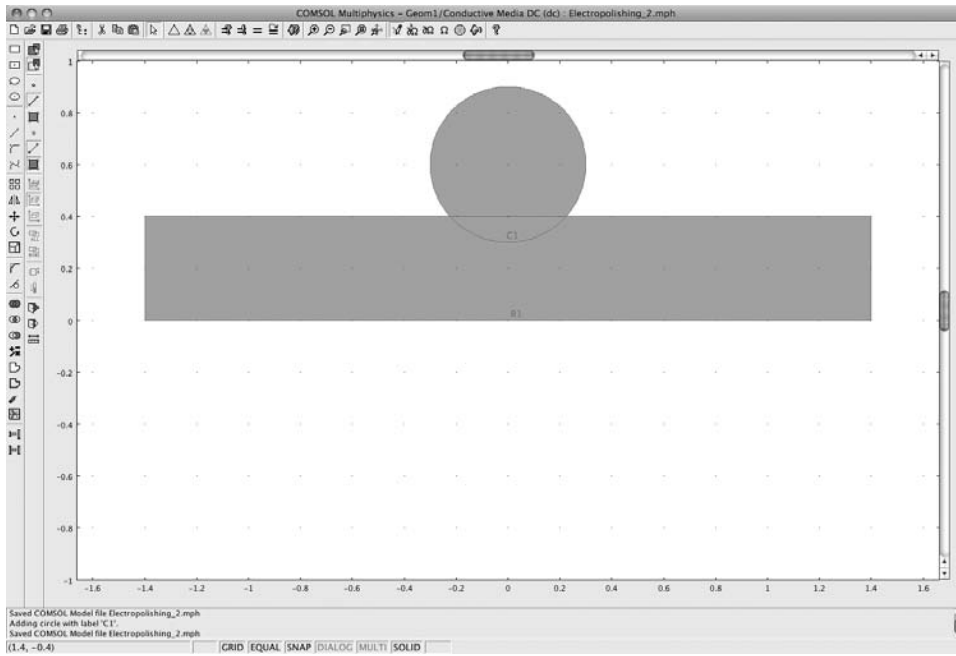 COMSOL Multiphysics – Geom1/Conductive Media DC (dc) : Electropolishing_2.mph
1
0.8
0.6
0.4
C1
0.2
R1
0
-0.2
-0.4
-0.6
-0.8
-1
-1.6 -1.4 -1.2 -1 -0.8 -0.6 -0.4 -0.2 0 0.2 0.4 0.6 0.8 1 1.2 1.4 1.6
Saved COMSOL Model file Electropolishing_2.mph
Adding circle with label 'C1'.
Saved COMSOL Model file Electropolishing_2.mph
(1.4, -0.4) GRID EQUAL SNAP DIALOG MULTI SOLID